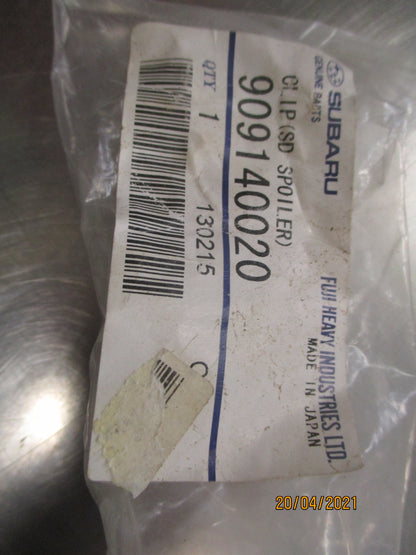 SUBARU
GENUINE PARTS
CLIP(SD SPOILER)
909140020
QTY 1
130215
FUJI HEAVY INDUSTRIES LTD.
MADE IN JAPAN
20/04/2021